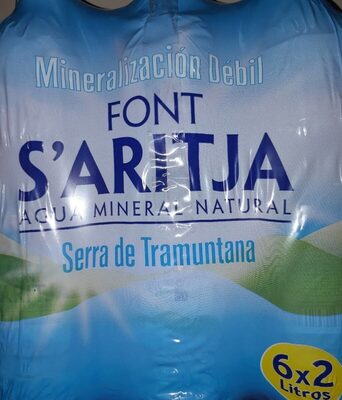 Mineralización Débil
FONT
S'ARITJA
AGUA MINERAL NATURAL
Serra de Tramuntana
6x2
Litros